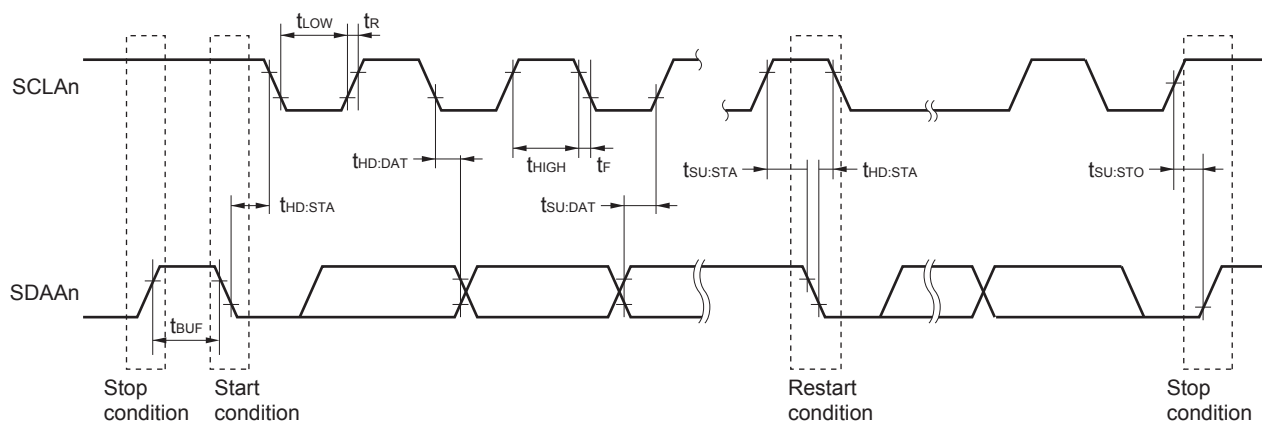 tLOW tR
SCLAn
tHD:DAT tHIGH tF tSU:STA tHD:STA tSU:STO
tHD:STA tSU:DAT
SDAAn
tBUF
Stop condition
Start condition
Restart condition
Stop condition